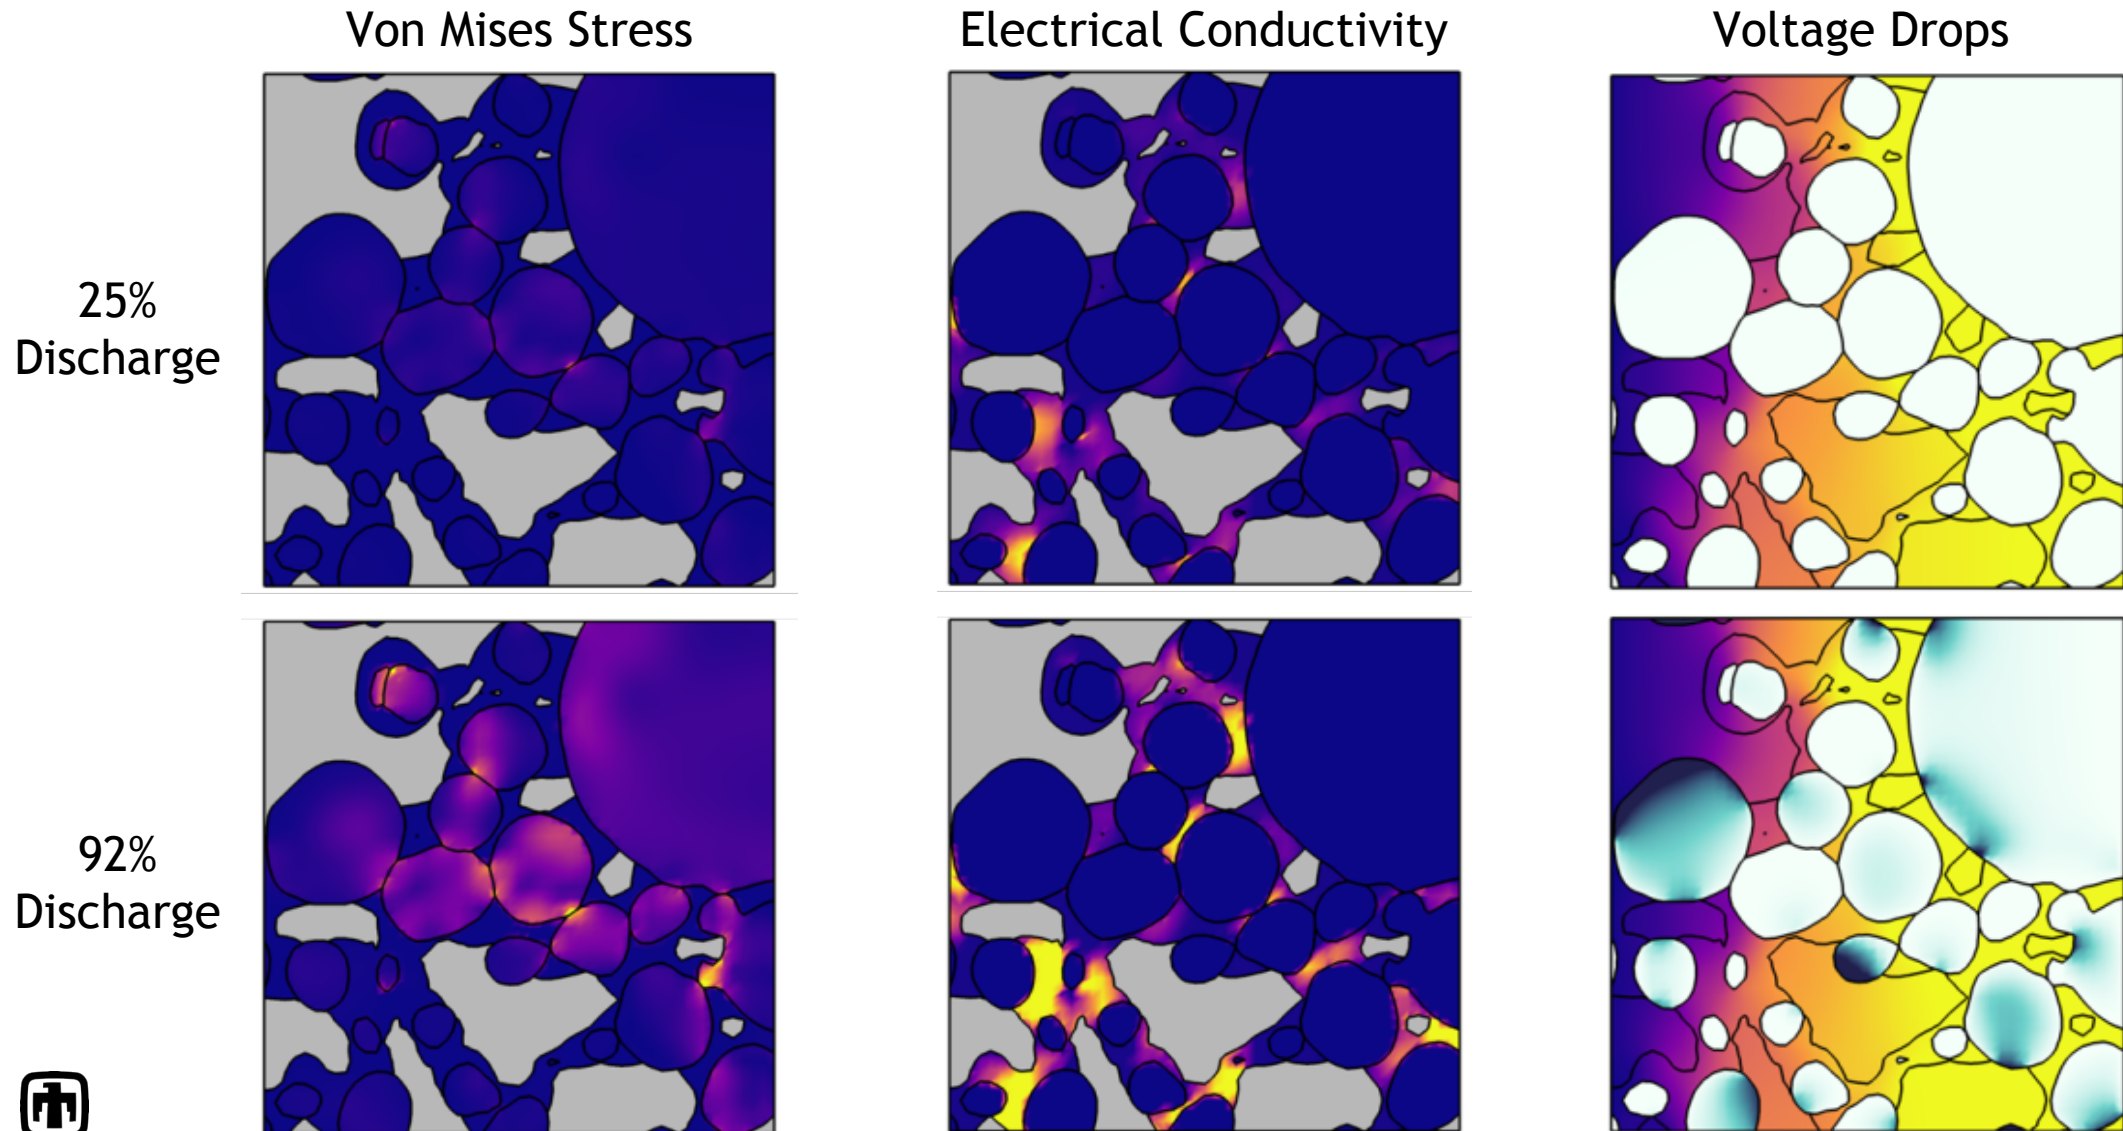 Von Mises Stress
Electrical Conductivity
Voltage Drops
25%
Discharge
92%
Discharge